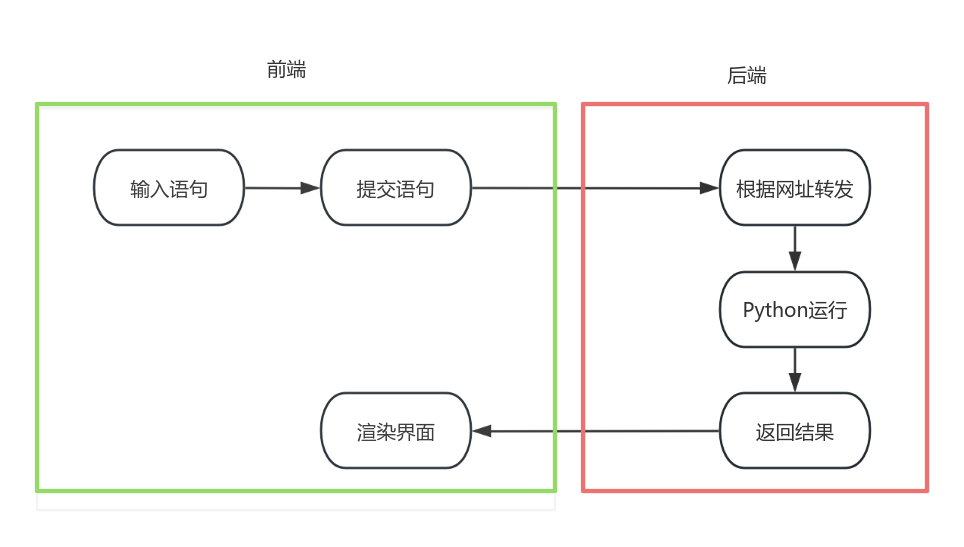 前端
后端
输入语句
提交语句
根据网址转发
Python运行
渲染界面
返回结果